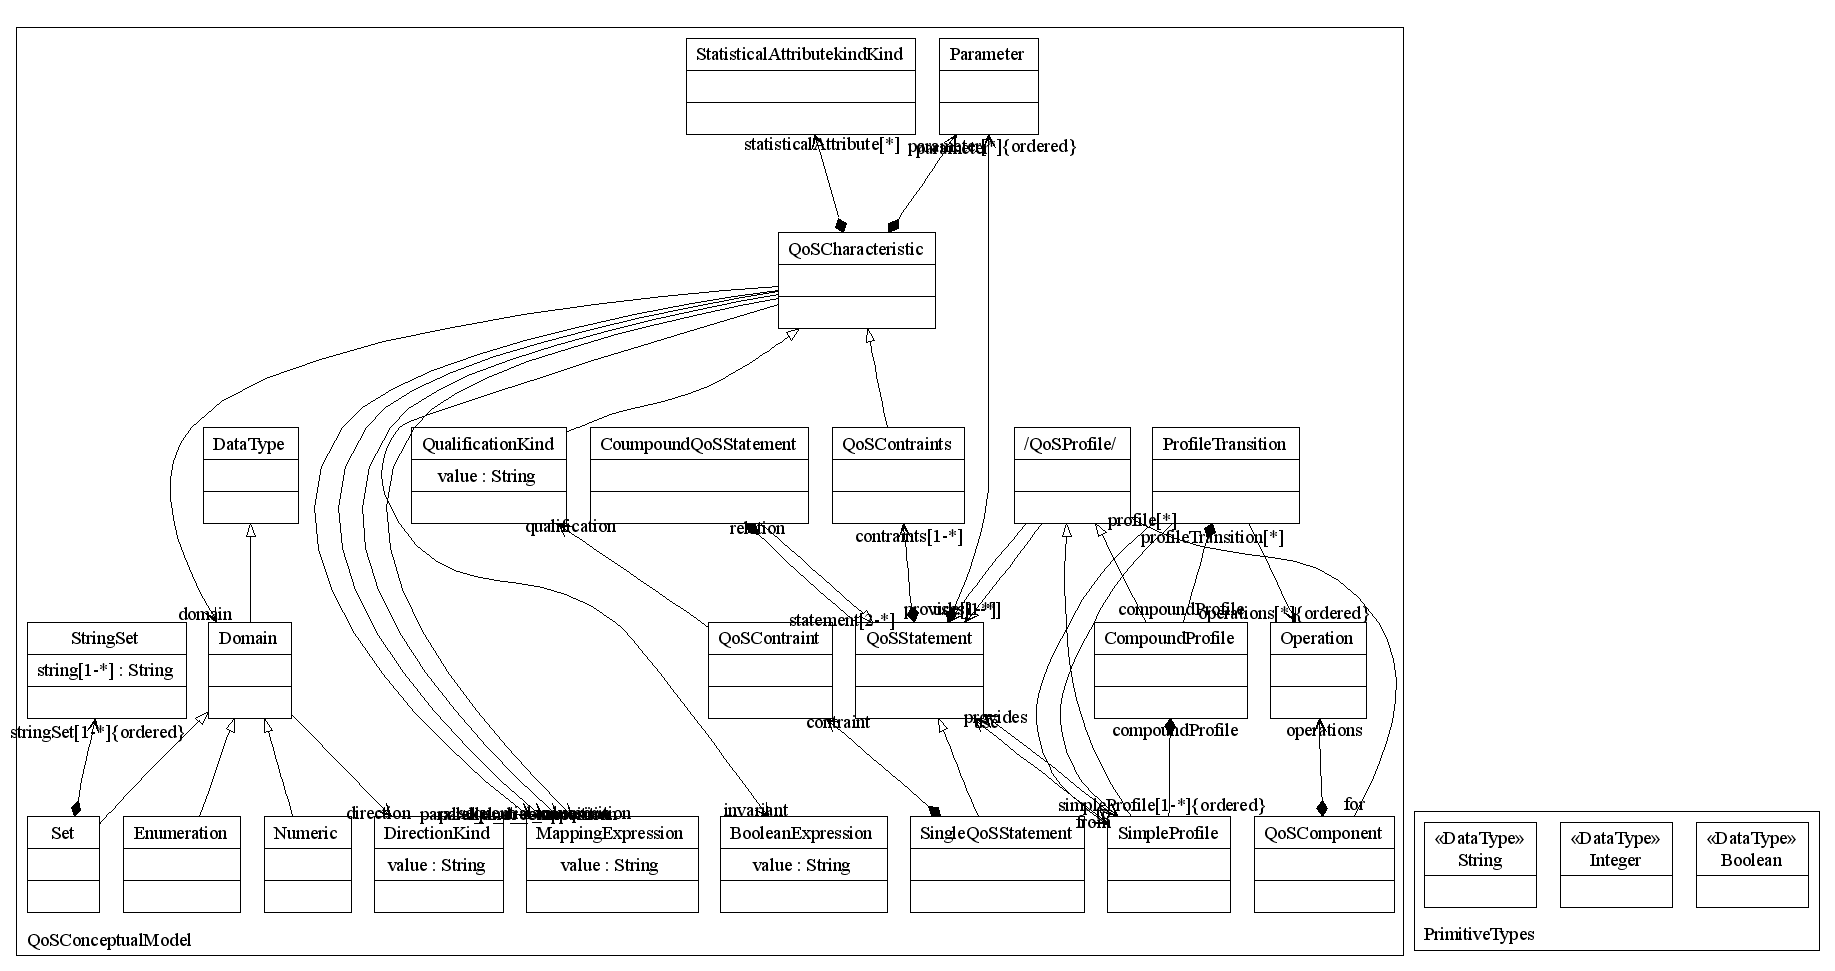 StatisticalAttributekindKind
Parameter
statisticalAttribute[*]
parameter[*]{ordered}
QoSCharacteristic
DataType
QualificationKind
value : String
CoumpoundQoSStatement
QoSContraints
/QoSProfile/
ProfileTransition
qualification
relation
contraints[1-*]
profile[*]
profileTransition[*]
domain
statement[2-*]
compoundProfile
operations[*]{ordered}
StringSet
string[1-*] : String
Domain
QoSContraint
QoSStatement
CompoundProfile
Operation
stringSet[1-*]{ordered}
contraint
provides
use
compoundProfile
operations
direction
invariant
simpleProfile[1-*]{ordered}
for
from
Set
Enumeration
Numeric
DirectionKind
value : String
MappingExpression
value : String
BooleanExpression
value : String
SingleQoSStatement
SimpleProfile
QoSComponent
«DataType»
String
«DataType»
Integer
«DataType»
Boolean
QoSConceptualModel
PrimitiveTypes